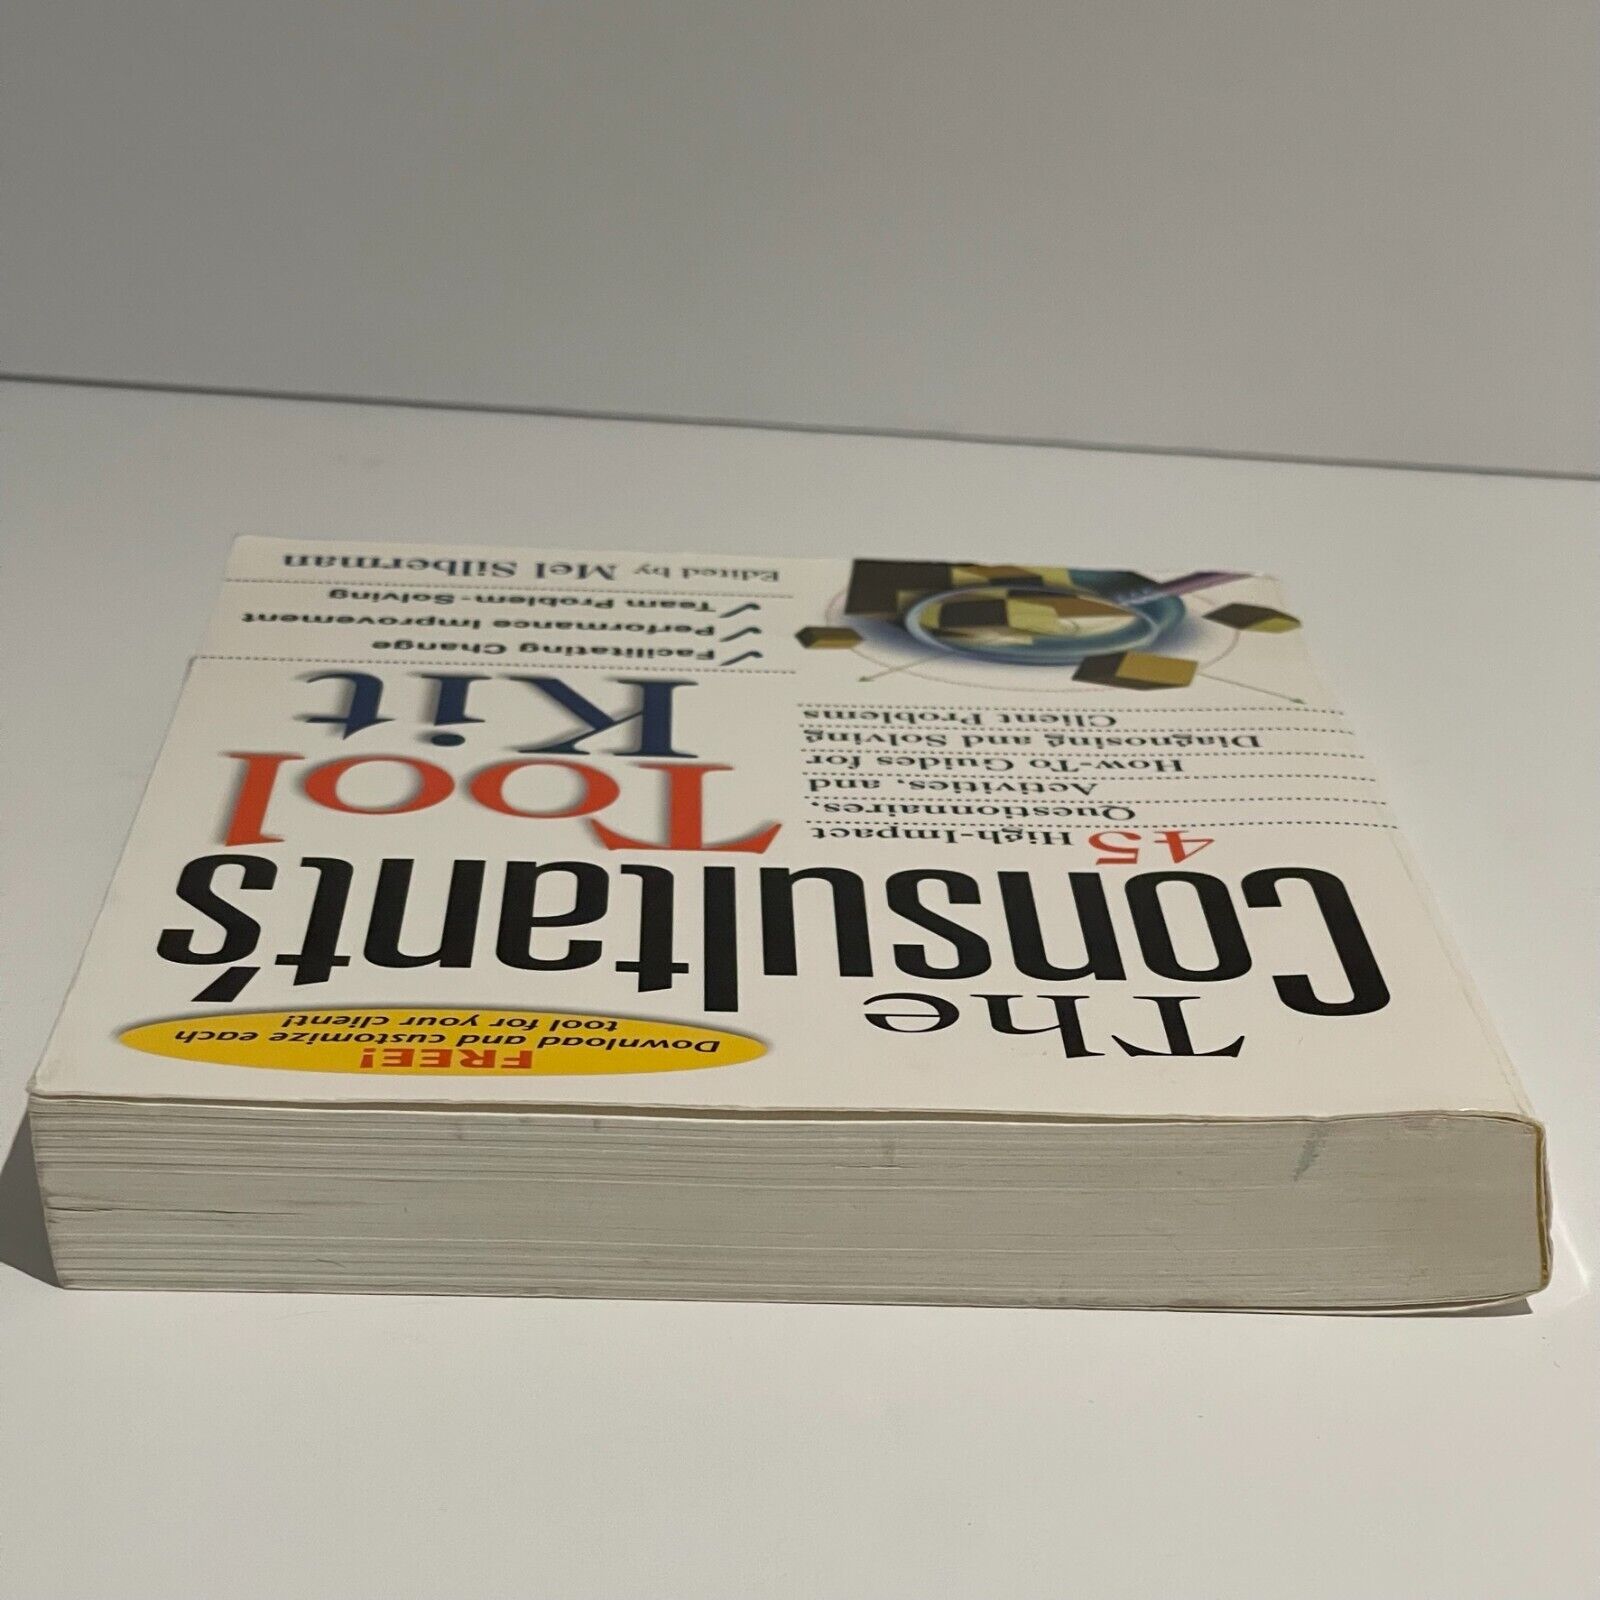 FREE!
Download and customize each
tool for your client!
The
Consultant's
Tool
Kit
45 High-Impact
Questionnaires,
Activities, and
How-To Guides for
Diagnosing and Solving
Client Problems
✓ Facilitating Change
✓ Performance Improvement
✓ Team Problem-Solving
Edited by Mel Silberman